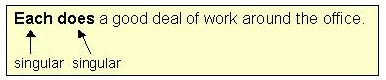 Each does a good deal of work around the office.
singular singular